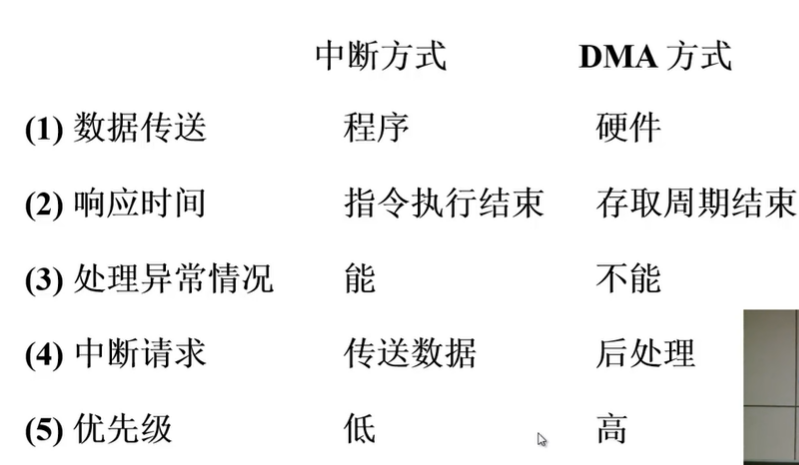 中断方式 DMA 方式
(1) 数据传送 程序 硬件
(2) 响应时间 指令执行结束 存取周期结束
(3) 处理异常情况 能 不能
(4) 中断请求 传送数据 后处理
(5) 优先级 低 高